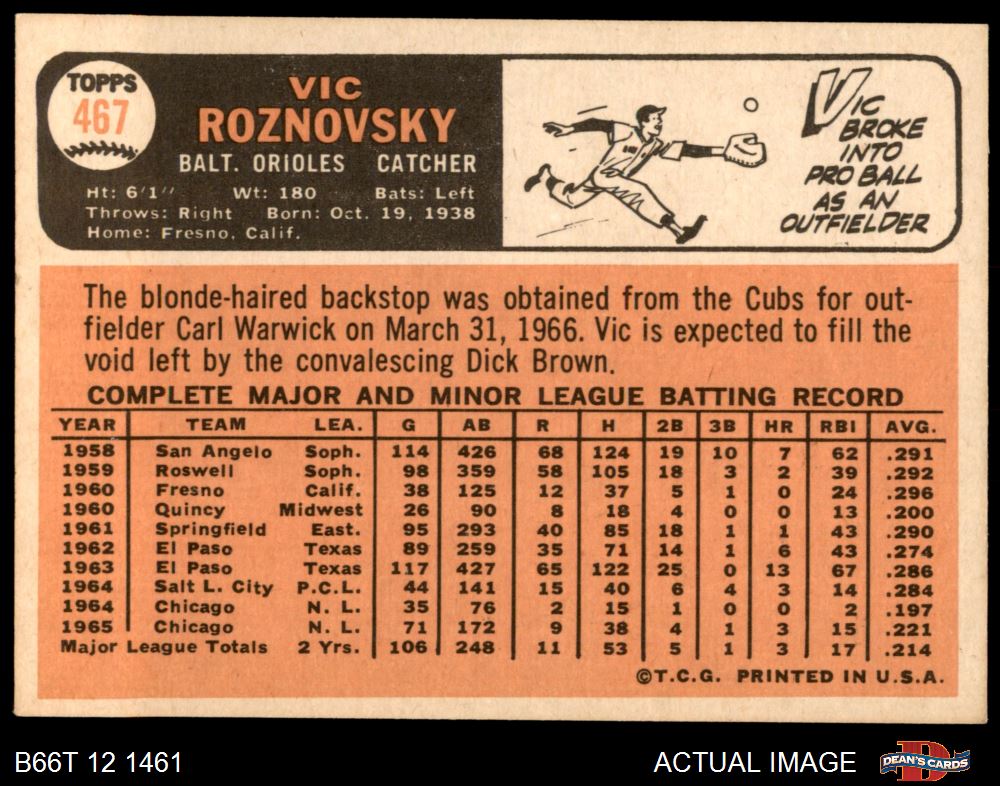 TOPPS
467
VIC
ROZNOVSKY
BALT. ORIOLES CATCHER
Ht: 6'1" Wt: 180 Bats: Left
Throws: Right Born: Oct. 19, 1938
Home: Fresno, Calif.
VIC
BROKE
INTO
PRO BALL
AS AN
OUTFIELDER
The blonde-haired backstop was obtained from the Cubs for out-
fielder Carl Warwick on March 31, 1966. Vic is expected to fill the
void left by the convalescing Dick Brown.
COMPLETE MAJOR AND MINOR LEAGUE BATTING RECORD
YEAR TEAM LEA. G AB R H 2B 3B HR RBI AVG.
1958 San Angelo Soph. 114 426 68 124 19 10 7 62 .291
1959 Roswell Soph. 98 359 58 105 18 3 2 39 .292
1960 Fresno Calif. 38 125 12 37 5 1 0 24 .296
1960 Quincy Midwest 26 90 8 18 4 0 0 13 .200
1961 Springfield East. 95 293 40 85 18 1 1 43 .290
1962 El Paso Texas 89 259 35 71 14 1 6 43 .274
1963 El Paso Texas 117 427 65 122 25 0 13 67 .286
1964 Salt L. City P.C.L. 44 141 15 40 6 4 3 14 .284
1964 Chicago N. L. 35 76 2 15 1 0 0 2 .197
1965 Chicago N. L. 71 172 9 38 4 1 3 15 .221
Major League Totals 2 Yrs. 106 248 11 53 5 1 3 17 .214
©T.C.G. PRINTED IN U.S.A.
B66T 12 1461 ACTUAL IMAGE
DEAN'S CARDS